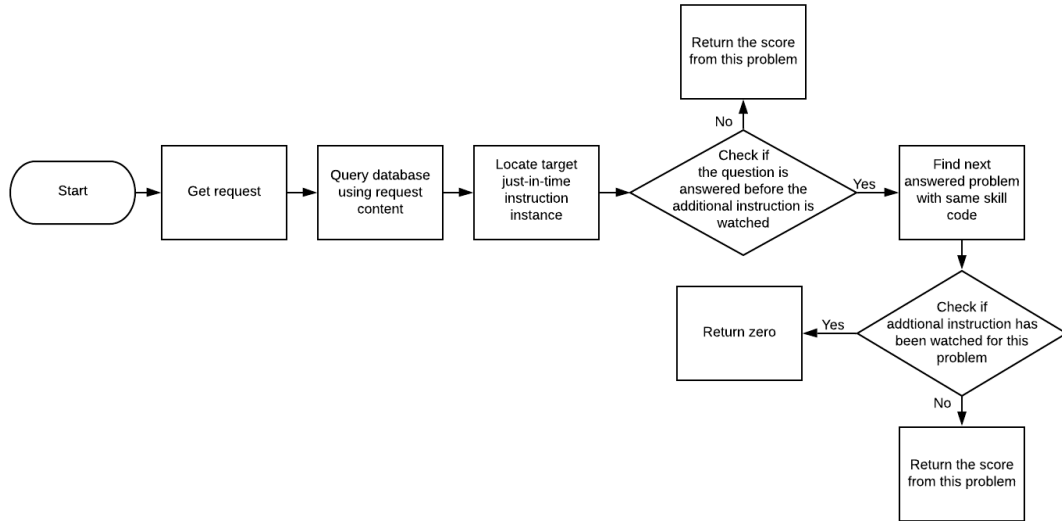 Return the score
from this problem
No
Start
Get request
Query database
using request
content
Locate target
just-in-time
instruction
instance
Check if
the question is
answered before the
additional instruction is
watched
Yes
Find next
answered problem
with same skill
code
Return zero
Yes
Check if
addtional instruction has
been watched for this
problem
No
Return the score
from this problem